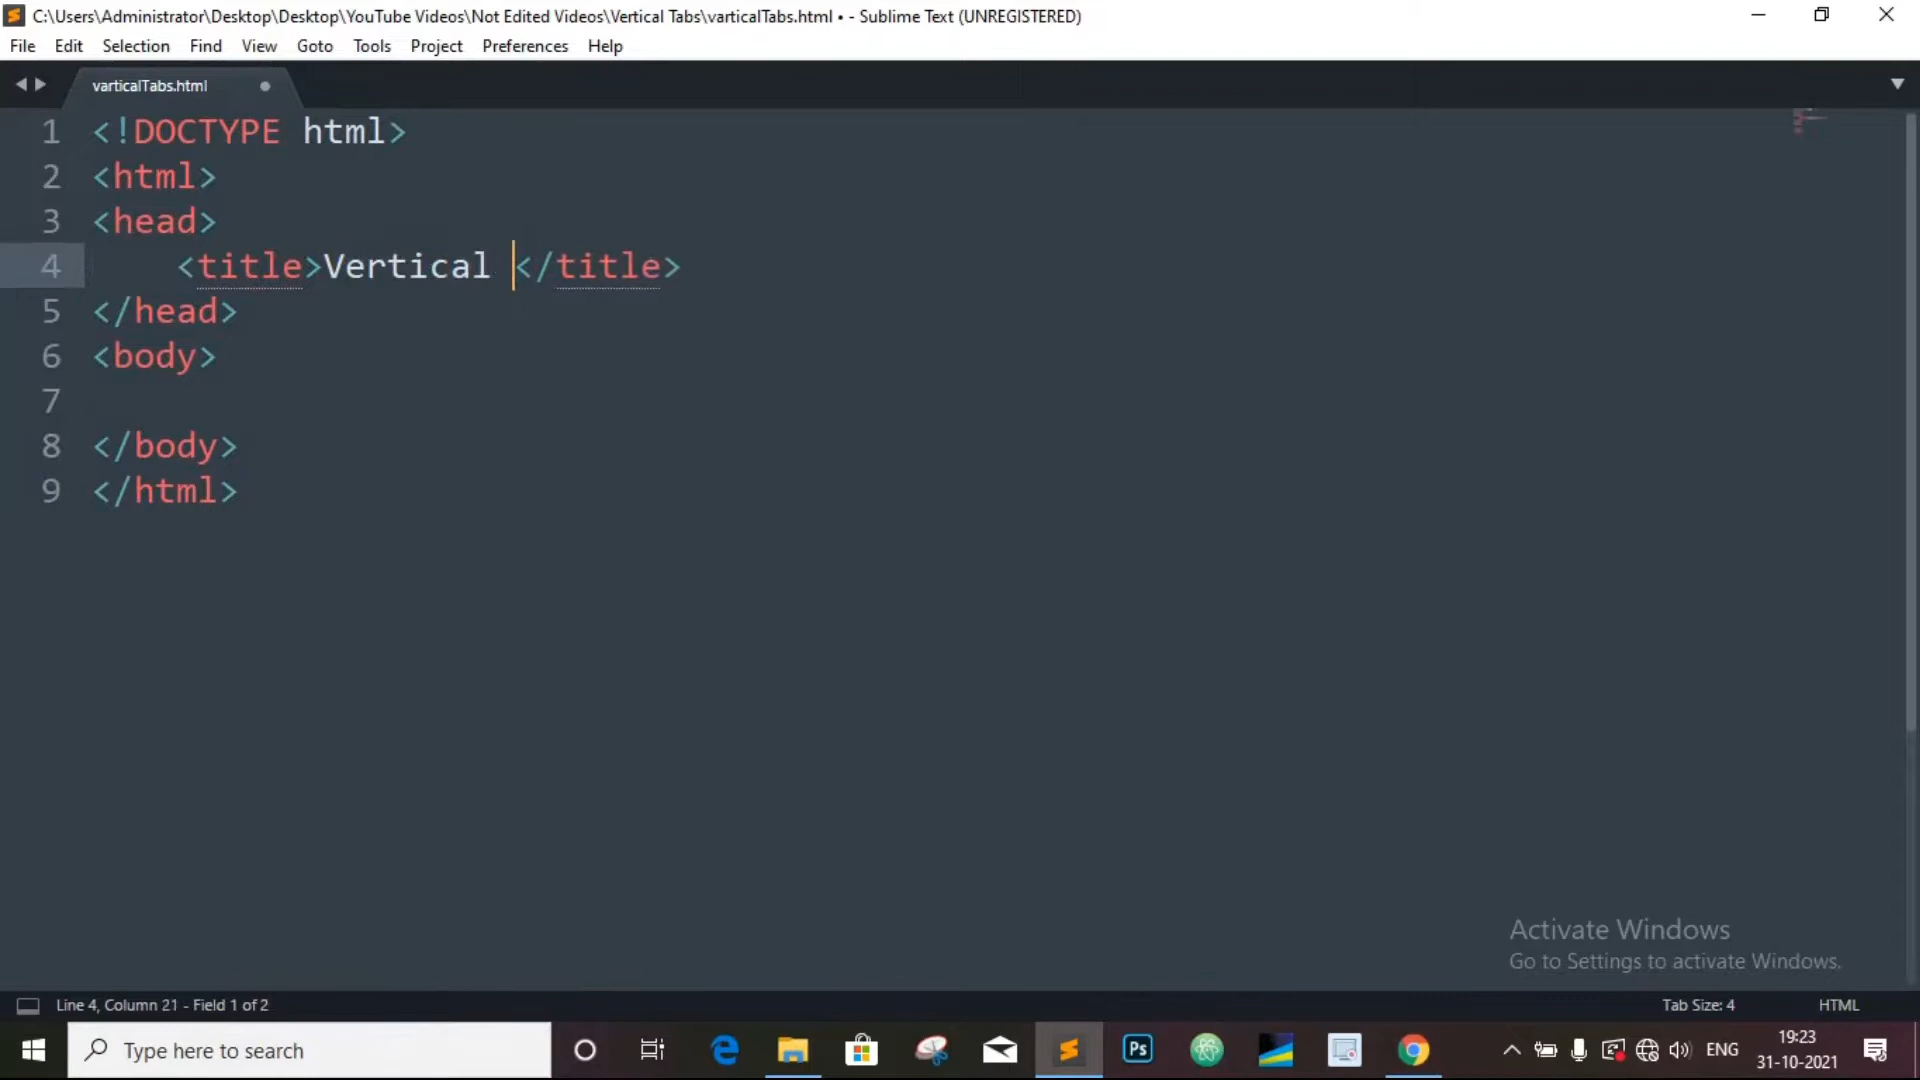 C:\Users\Administrator\Desktop\Desktop\YouTube Videos\Not Edited Videos\Vertical Tabs\varticalTabs.html • - Sublime Text (UNREGISTERED)
File Edit Selection Find View Goto Tools Project Preferences Help
varticalTabs.html
1 <!DOCTYPE html>
2 <html>
3 <head>
4 <title>Vertical </title>
5 </head>
6 <body>
7
8 </body>
9 </html>
Activate Windows
Go to Settings to activate Windows.
Line 4, Column 21 - Field 1 of 2 Tab Size: 4 HTML
Type here to search Ps ENG 19:23
31-10-2021